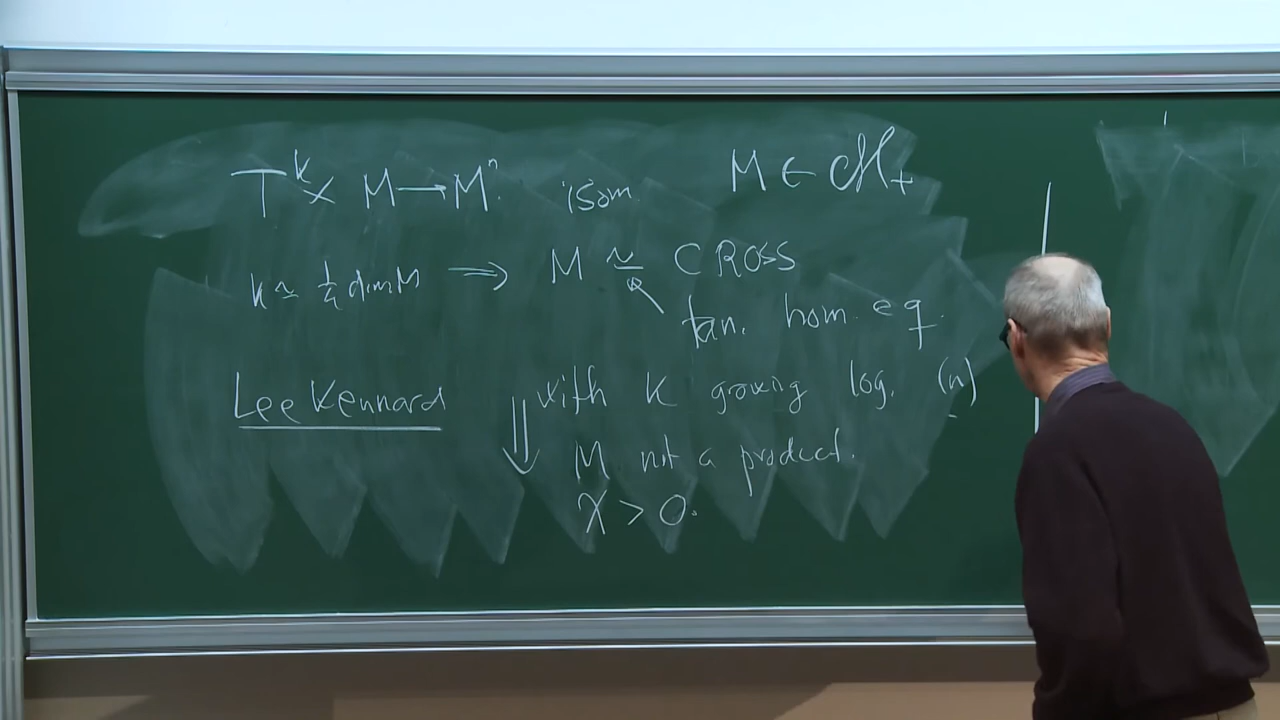 T^k × M → M^n. isom. M ∈ ℳ₊
k ≃ 1/4 dim M ⟹ M ≃ CROSS
tan. hom. eq.
Lee Kennard ⇓ with k growing log. (n)
M not a product.
χ > 0.